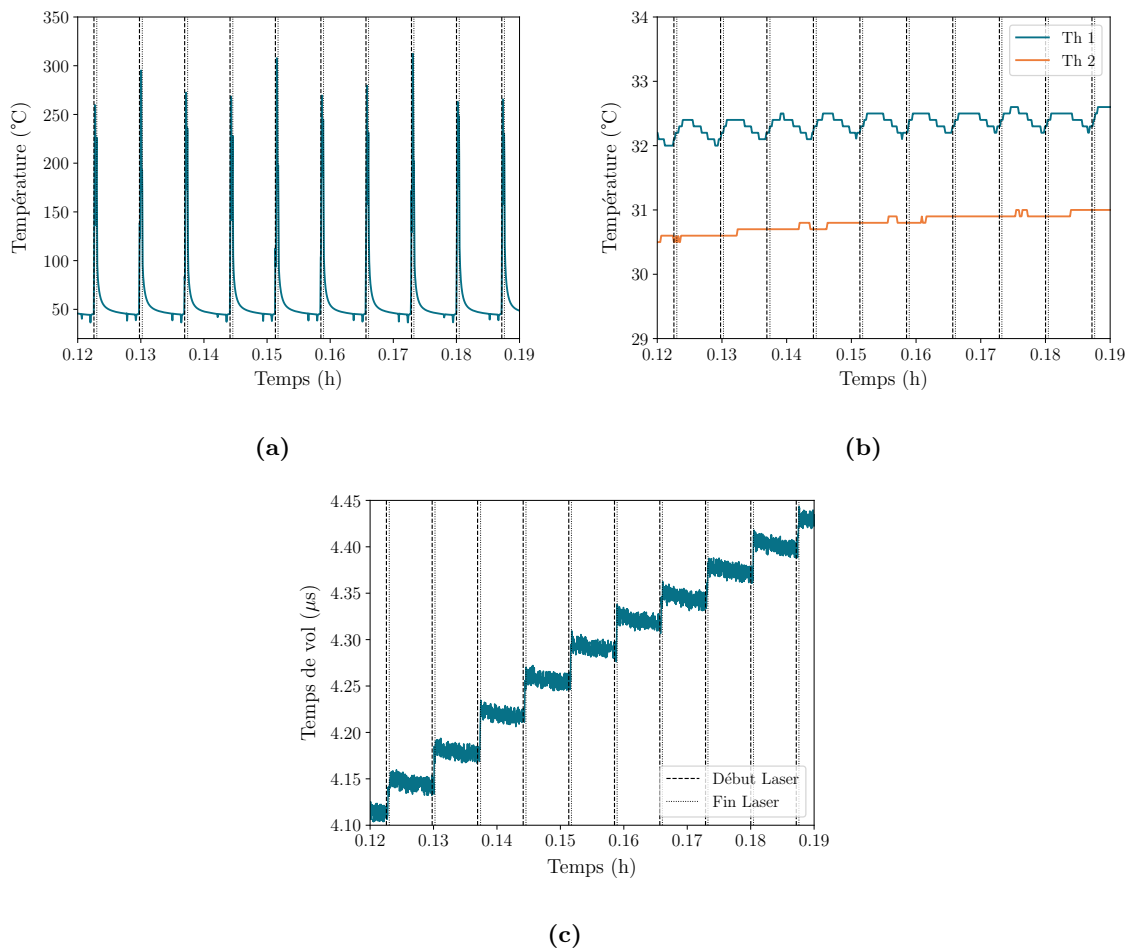 350
300
250
200
150
100
50
Température (°C)
0.12 0.13 0.14 0.15 0.16 0.17 0.18 0.19
Temps (h)
(a)
34
33
32
31
30
29
Température (°C)
Th 1
Th 2
0.12 0.13 0.14 0.15 0.16 0.17 0.18 0.19
Temps (h)
(b)
4.45
4.40
4.35
4.30
4.25
4.20
4.15
4.10
Temps de vol (μs)
Début Laser
Fin Laser
0.12 0.13 0.14 0.15 0.16 0.17 0.18 0.19
Temps (h)
(c)